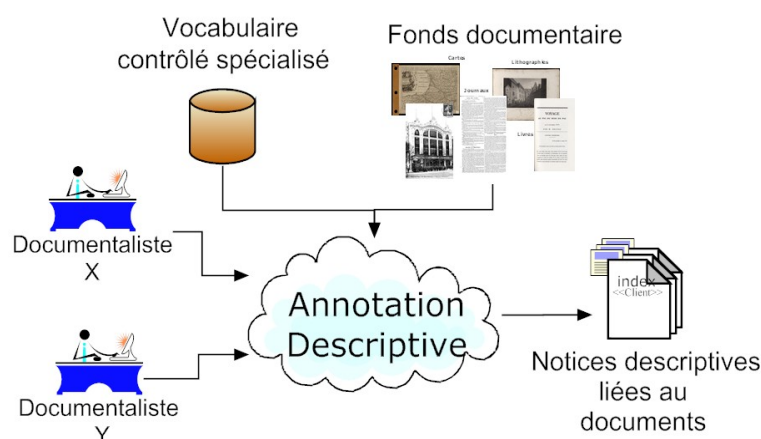 Vocabulaire
contrôlé spécialisé
Fonds documentaire
Cartes
Lithographies
Journaux
Livres
VOYAGE
Documentaliste
X
Annotation
Descriptive
index
<<Client>>
Notices descriptives
liées au
documents
Documentaliste
Y